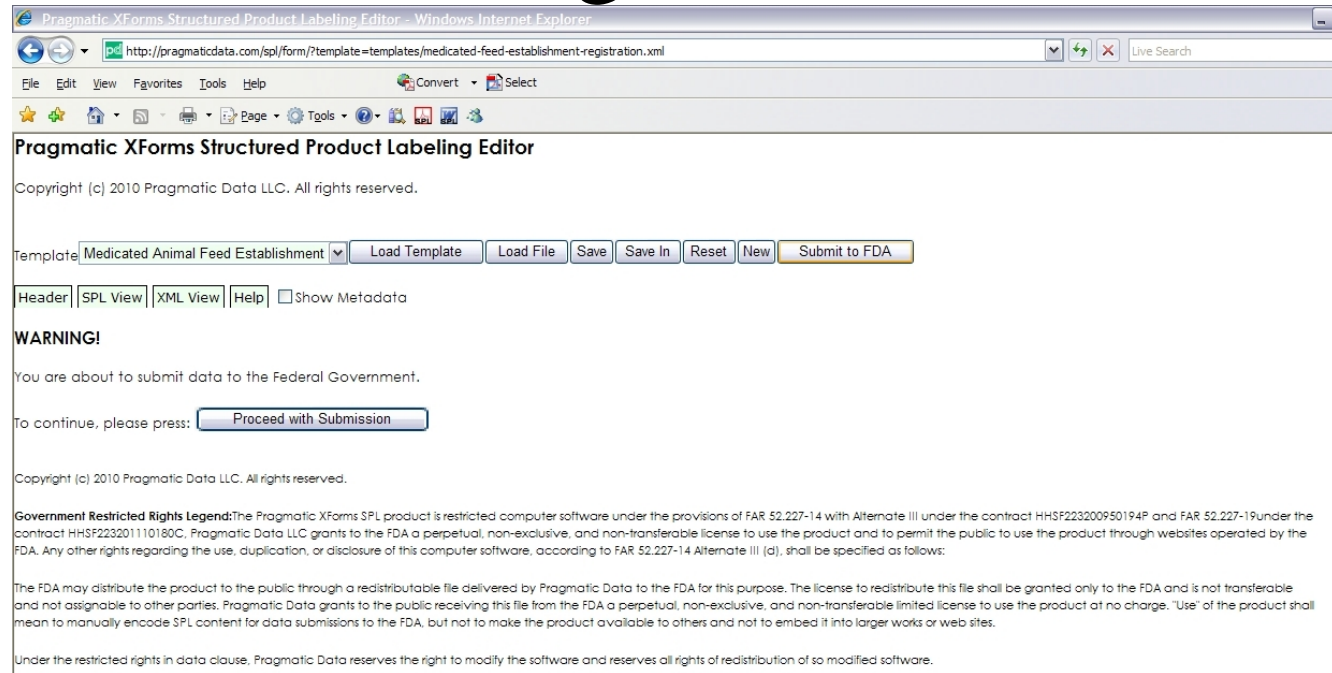 Pragmatic XForms Structured Product Labeling Editor - Windows Internet Explorer
http://pragmaticdata.com/spl/form/?template=templates/medicated-feed-establishment-registration.xml Live Search
File Edit View Favorites Tools Help Convert Select
Page Tools
Pragmatic XForms Structured Product Labeling Editor
Copyright (c) 2010 Pragmatic Data LLC. All rights reserved.
Template Medicated Animal Feed Establishment Load Template Load File Save Save In Reset New Submit to FDA
Header SPL View XML View Help Show Metadata
WARNING!
You are about to submit data to the Federal Government.
To continue, please press: Proceed with Submission
Copyright (c) 2010 Pragmatic Data LLC. All rights reserved.
Government Restricted Rights Legend:The Pragmatic XForms SPL product is restricted computer software under the provisions of FAR 52.227-14 with Alternate III under the contract HHSF223200950194P and FAR 52.227-19under the
contract HHSF223201110180C, Pragmatic Data LLC grants to the FDA a perpetual, non-exclusive, and non-transferable license to use the product and to permit the public to use the product through websites operated by the
FDA. Any other rights regarding the use, duplication, or disclosure of this computer software, according to FAR 52.227-14 Alternate III (d), shall be specified as follows:
The FDA may distribute the product to the public through a redistributable file delivered by Pragmatic Data to the FDA for this purpose. The license to redistribute this file shall be granted only to the FDA and is not transferable
and not assignable to other parties. Pragmatic Data grants to the public receiving this file from the FDA a perpetual, non-exclusive, and non-transferable limited license to use the product at no charge. "Use" of the product shall
mean to manually encode SPL content for data submissions to the FDA, but not to make the product available to others and not to embed it into larger works or web sites.
Under the restricted rights in data clause, Pragmatic Data reserves the right to modify the software and reserves all rights of redistribution of so modified software.